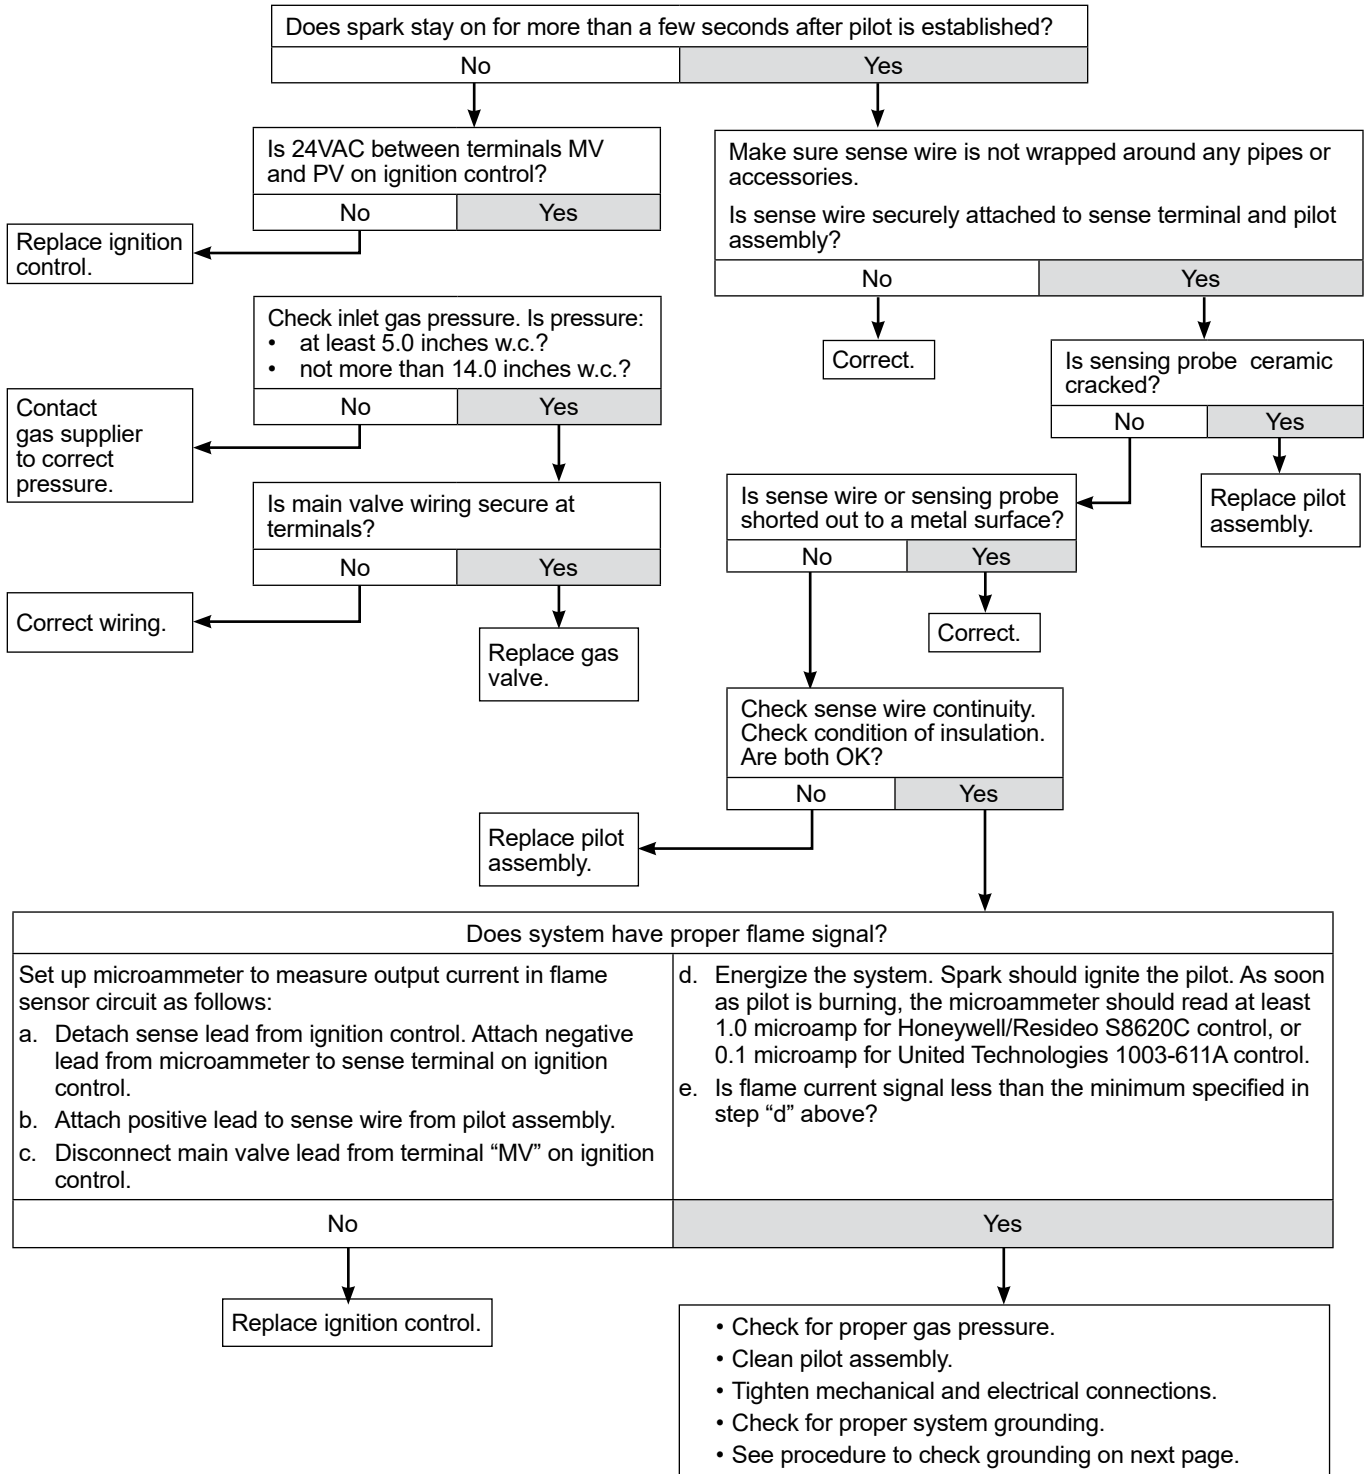 Does spark stay on for more than a few seconds after pilot is established?
No
Yes
Is 24VAC between terminals MV
and PV on ignition control?
No
Yes
Replace ignition
control.
Check inlet gas pressure. Is pressure:
• at least 5.0 inches w.c.?
• not more than 14.0 inches w.c.?
No
Yes
Contact
gas supplier
to correct
pressure.
Is main valve wiring secure at
terminals?
No
Yes
Correct wiring.
Replace gas
valve.
Make sure sense wire is not wrapped around any pipes or
accessories.
Is sense wire securely attached to sense terminal and pilot
assembly?
No
Yes
Correct.
Is sensing probe ceramic
cracked?
No
Yes
Replace pilot
assembly.
Is sense wire or sensing probe
shorted out to a metal surface?
No
Yes
Correct.
Check sense wire continuity.
Check condition of insulation.
Are both OK?
No
Yes
Replace pilot
assembly.
Does system have proper flame signal?
Set up microammeter to measure output current in flame
sensor circuit as follows:
a. Detach sense lead from ignition control. Attach negative
lead from microammeter to sense terminal on ignition
control.
b. Attach positive lead to sense wire from pilot assembly.
c. Disconnect main valve lead from terminal “MV” on ignition
control.
d. Energize the system. Spark should ignite the pilot. As soon
as pilot is burning, the microammeter should read at least
1.0 microamp for Honeywell/Resideo S8620C control, or
0.1 microamp for United Technologies 1003-611A control.
e. Is flame current signal less than the minimum specified in
step “d” above?
No
Yes
Replace ignition control.
• Check for proper gas pressure.
• Clean pilot assembly.
• Tighten mechanical and electrical connections.
• Check for proper system grounding.
• See procedure to check grounding on next page.